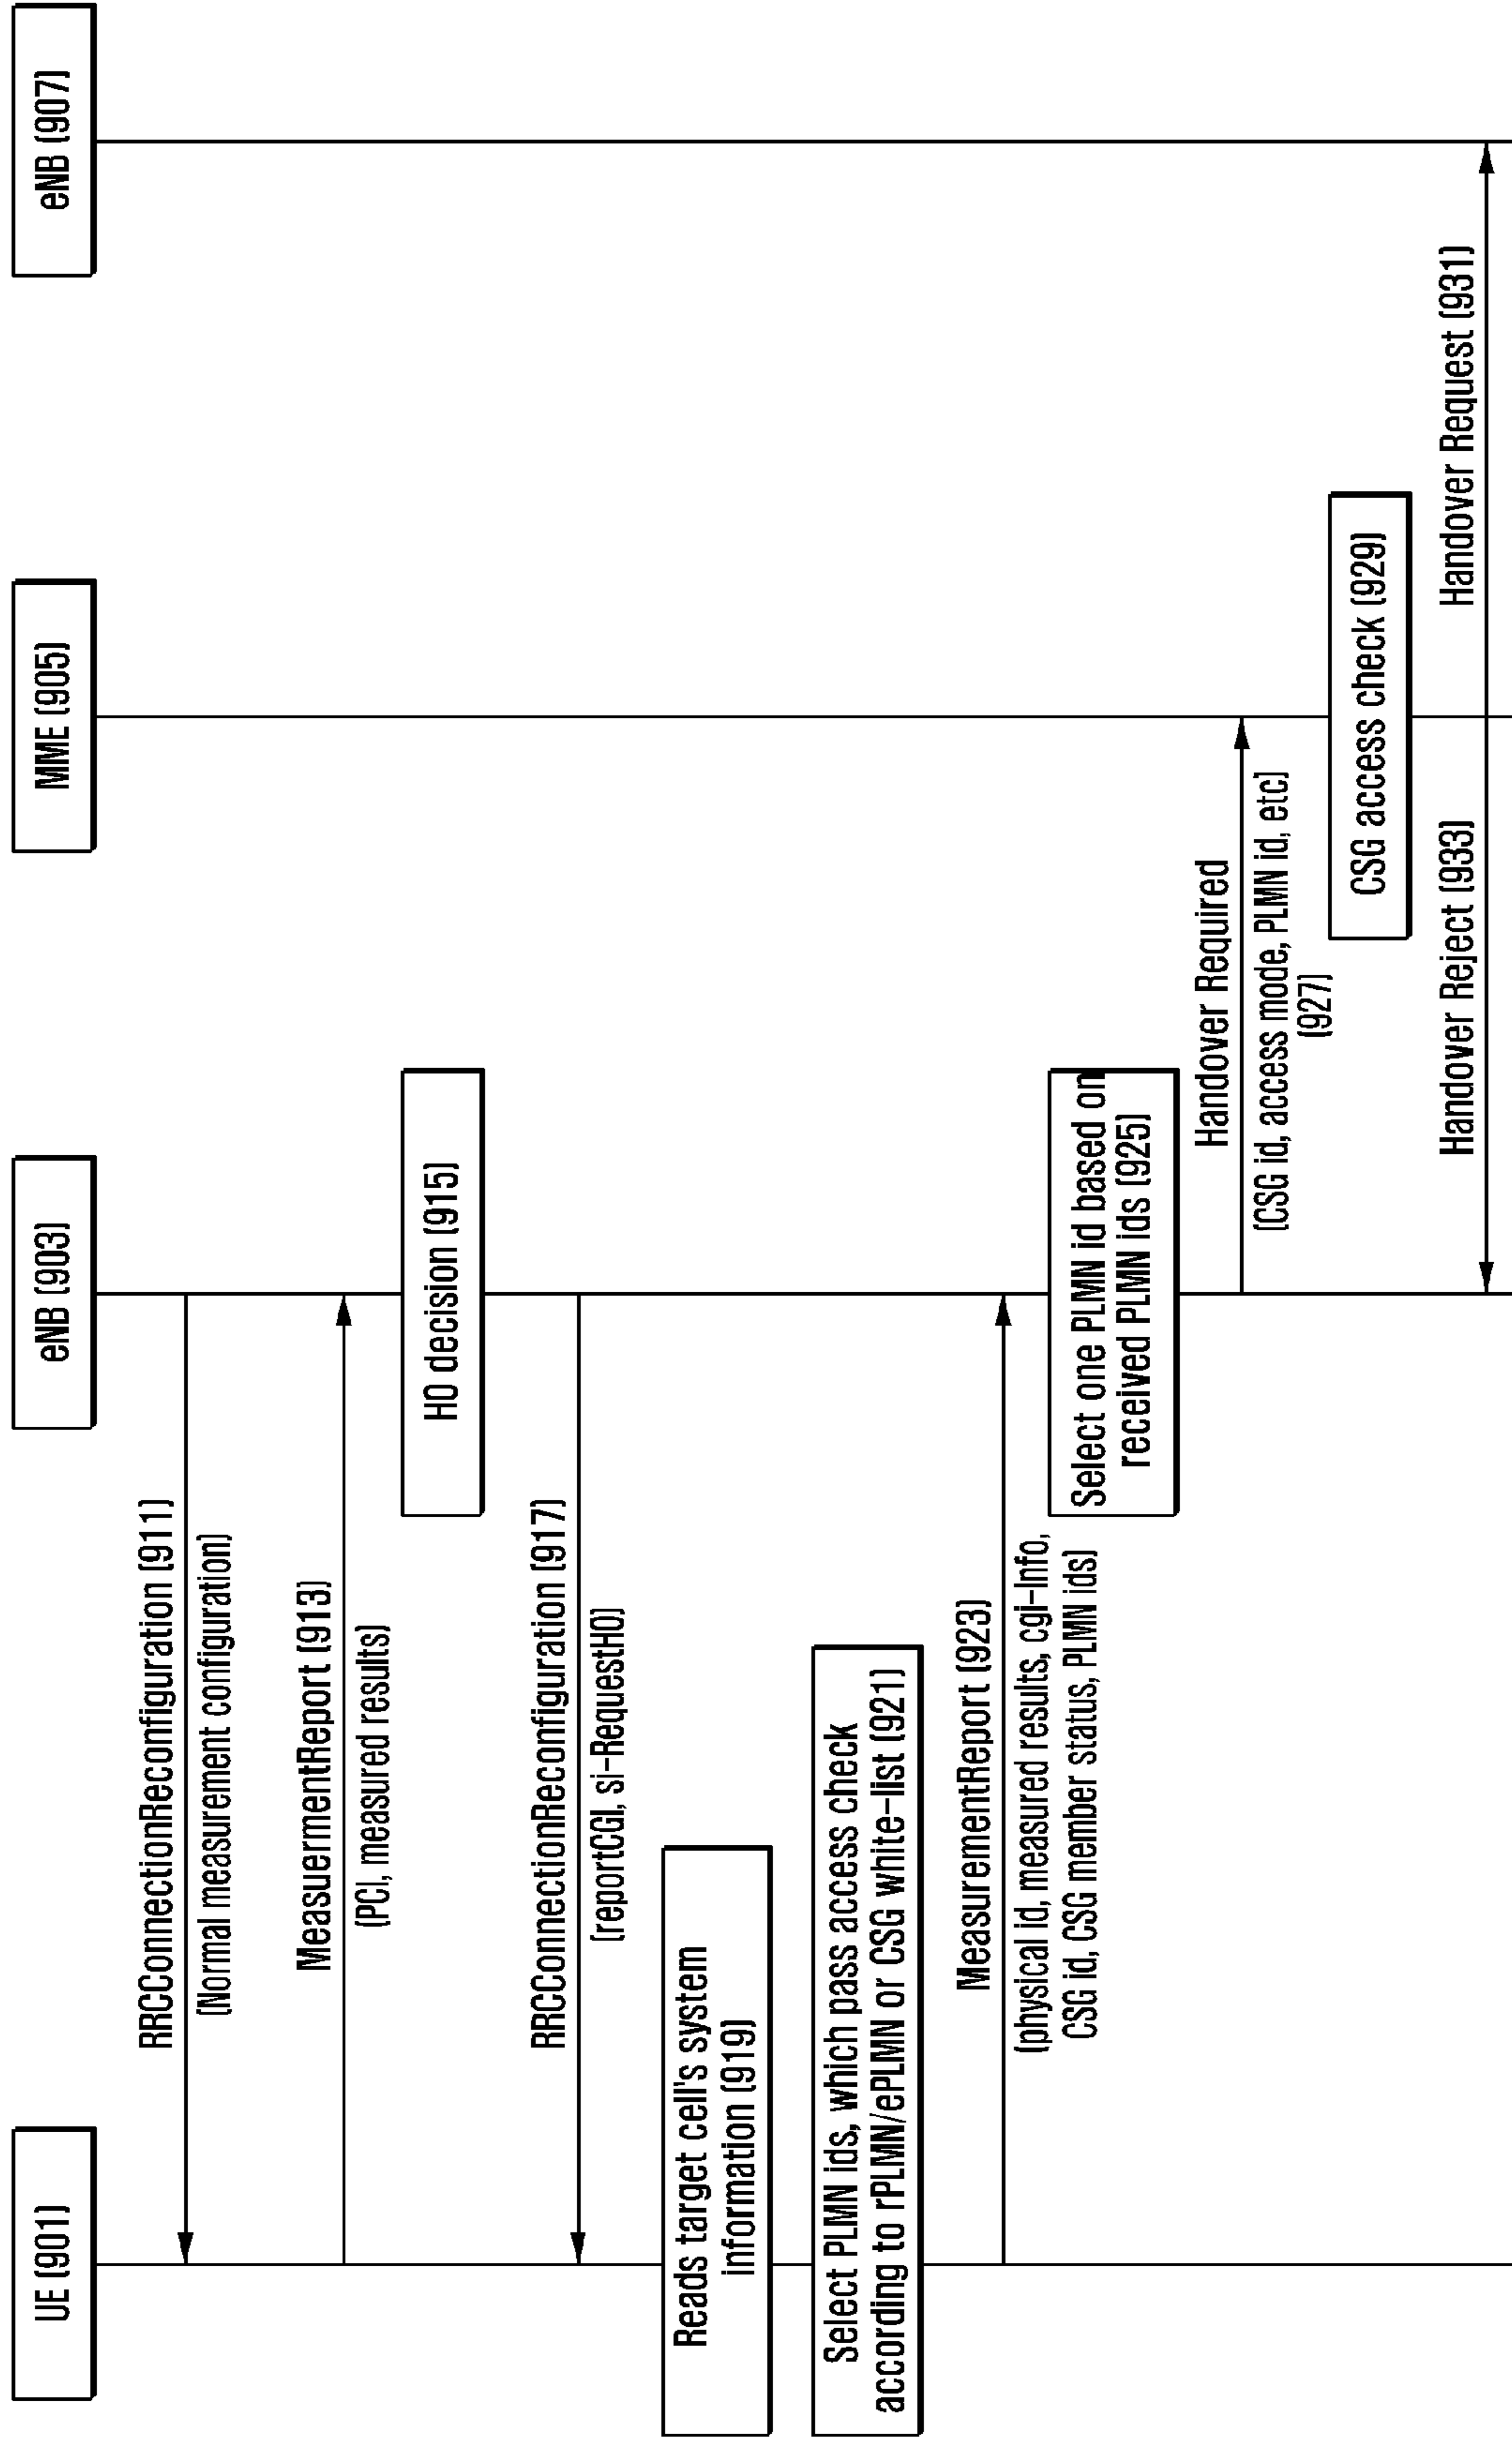 UE (901)
eNB (903)
MME (905)
eNB (907)
RRCConnectionReconfiguration (911)
(Normal measurement configuration)
MeasuermentReport (913)
(PCI, measured results)
HO decision (915)
RRCConnectionReconfiguration (917)
(reportCGI, si-RequestHO)
Reads target cell's system
information (919)
Select PLMN ids, which pass access check
according to rPLMN/ePLMN or CSG white-list (921)
MeasurementReport (923)
(physical id, measured results, cgi-Info,
CSG id, CSG member status, PLMN ids)
Select one PLMN id based on
received PLMN ids (925)
Handover Required
(CSG id, access mode, PLMN id, etc)
(927)
CSG access check (929)
Handover Reject (933)
Handover Request (931)